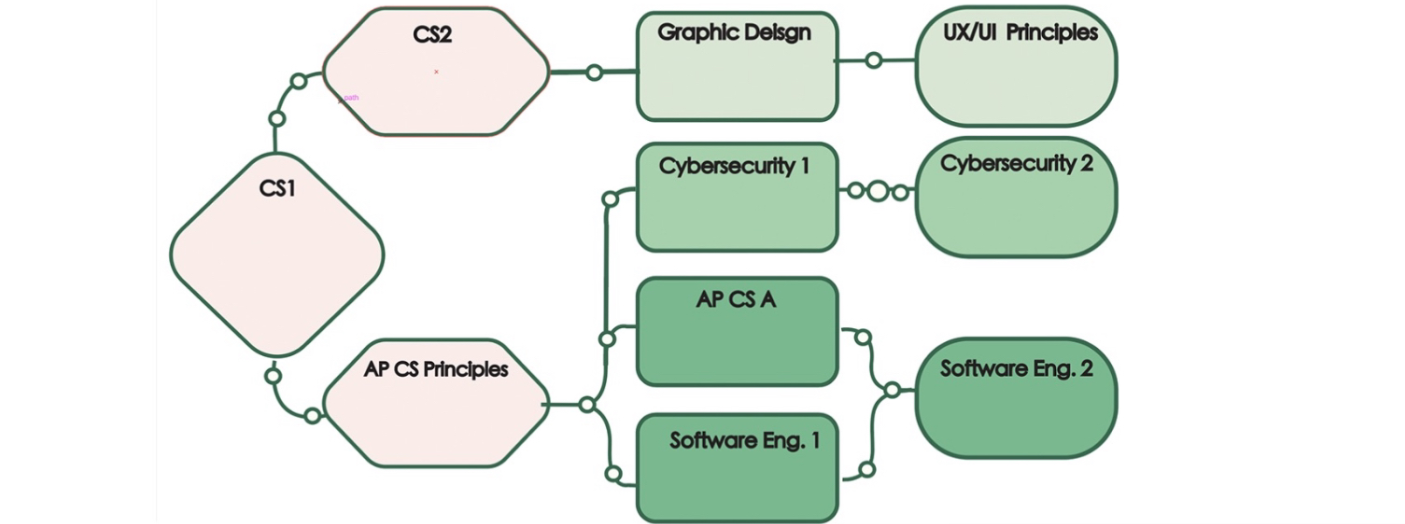 CS2
Graphic Deisgn
UX/UI Principles
path
Cybersecurity 1
Cybersecurity 2
CS1
AP CS A
AP CS Principles
Software Eng. 2
Software Eng. 1